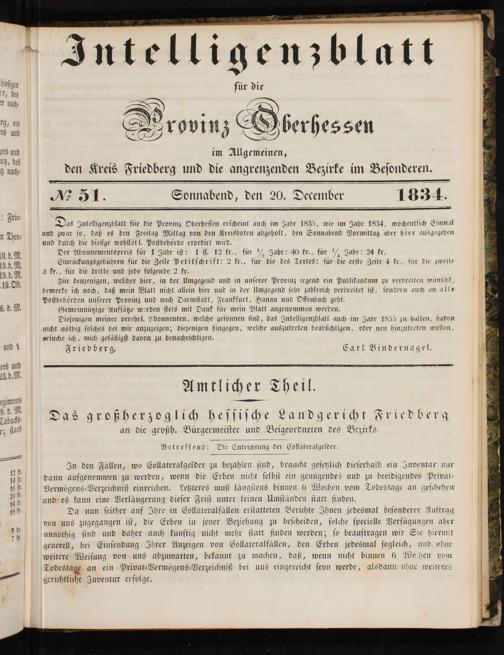 Intelligenzblatt
für die
Provinz Oberhessen
im Allgemeinen,
den Kreis Friedberg und die angrenzenden Bezirke im Besonderen.
№ 51. Sonnabend, den 20. December 1834.
Das Intelligenzblatt für die Provinz Oberhessen erscheint auch im Jahr 1835, wie im Jahr 1834, wöchentlich Einmal
und zwar so, daß es den Freitag Mittag von den Kreisboten abgeholt, den Sonnabend Vormittag aber hier ausgegeben
und durch die hiesige wohllöbl. Postbehörde expedirt wird.
Der Abonnementspreis für 1 Jahr ist: 1 fl. 12 kr., für 1/2 Jahr: 40 kr., für 1/4 Jahr: 24 kr.
Einrückungsgebühren für die Zeile Petitschrift: 2 kr., für die des Textes: für die erste Zeile 4 kr., für die zweite
3 kr., für die dritte und jede folgende 2 kr.
Für denjenigen, welcher hier, in der Umgegend und in unserer Provinz irgend ein Publikandum zu verbreiten wünscht,
bemerke ich noch, daß mein Blatt nicht allein hier und in der Umgegend sehr zahlreich verbreitet ist, sondern auch an alle
Postbehörden unserer Provinz und nach Darmstadt, Frankfurt, Hanau und Offenbach geht.
Gemeinnützige Aufsätze werden stets mit Dank für mein Blatt angenommen werden.
Diejenigen meiner verehrl. Abonnenten, welche gesonnen sind, das Intelligenzblatt auch im Jahr 1835 zu halten, haben
nicht nöthig solches bei mir anzuzeigen; diejenigen hingegen, welche auszutreten beabsichtigen, oder neu hinzutreten wollen,
ersuche ich, mich gefälligst davon zu benachrichtigen.
Friedberg, Carl Bindernagel.
Amtlicher Theil.
Das großherzoglich hessische Landgericht Friedberg
an die großh. Bürgermeister und Beigeordneten des Bezirks.
Betreffend: Die Entrichtung der Collateralgelder.
In den Fällen, wo Collateralgelder zu bezahlen sind, braucht gesetzlich dieserhalb ein Inventar nur
dann aufgenommen zu werden, wenn die Erben nicht selbst ein genügendes und zu beeidigendes Privat-
Vermögens-Verzeichniß einreichen. Letzteres muß längstens binnen 6 Wochen vom Todestage an geschehen
und es kann eine Verlängerung dieser Frist unter keinen Umständen statt finden.
Da nun seither auf Ihre in Collateralfällen erstatteten Berichte Ihnen jedesmal besonderer Auftrag
von uns zugegangen ist, die Erben in jener Beziehung zu bescheiden, solche specielle Verfügungen aber
unnöthig sind und daher auch künftig nicht mehr statt finden werden; so beauftragen wir Sie hiermit
generell, bei Einsendung Ihrer Anzeigen von Collateralfällen, den Erben jedesmal sogleich, und ohne
weitere Weisung von uns abzuwarten, bekannt zu machen, daß, wenn nicht binnen 6 Wochen vom
Todestage an ein Privat-Vermögens-Verzeichniß bei uns eingereicht seyn werde, alsdann ohne weiteres
gerichtliche Inventur erfolge.